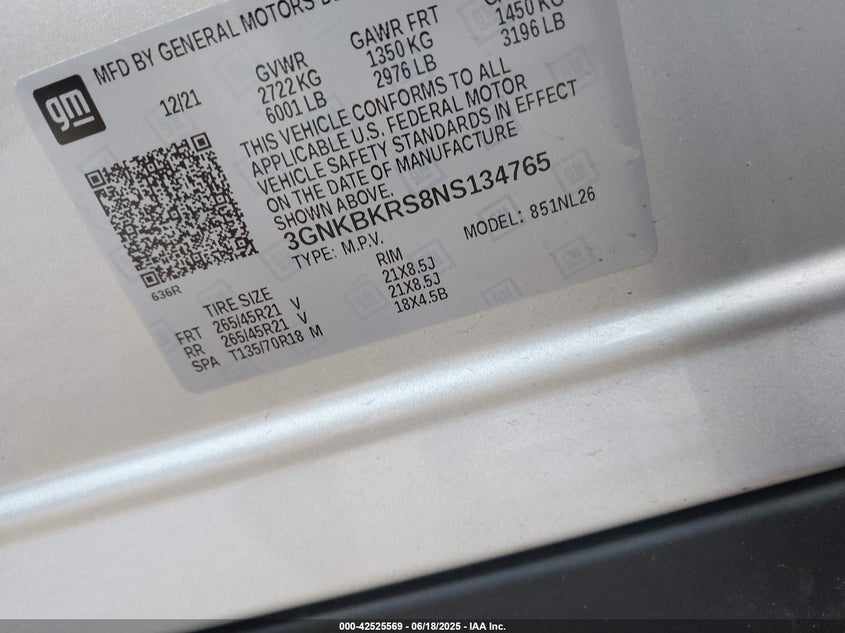 MFD BY GENERAL MOTORS
gm
12/21
GVWR
2722 KG
6001 LB
GAWR FRT
1350 KG
2976 LB
1450 KG
3196 LB
THIS VEHICLE CONFORMS TO ALL
APPLICABLE U.S. FEDERAL MOTOR
VEHICLE SAFETY STANDARDS IN EFFECT
ON THE DATE OF MANUFACTURE
SHOWN ABOVE.
3GNKBKRS8NS134765
TYPE: M.P.V.
MODEL: 851NL26
636R
TIRE SIZE RIM
FRT 265/45R21 V 21X8.5J
RR 265/45R21 V 21X8.5J
SPA T135/70R18 M 18X4.5B
000-42525569 - 06/18/2025 - IAA Inc.